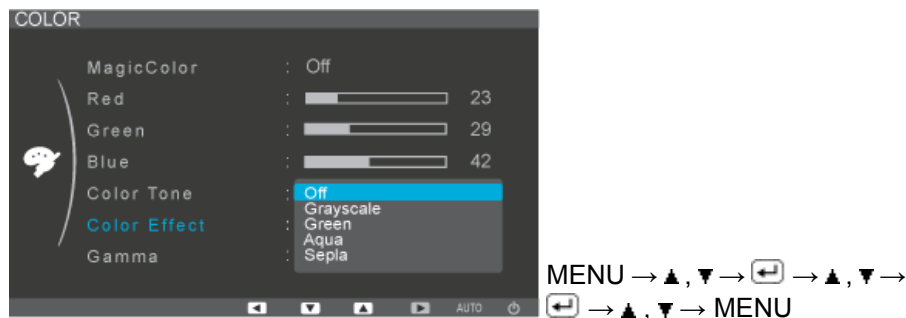 COLOR
MagicColor : Off
Red : 23
Green : 29
Blue : 42
Color Tone :
Color Effect :
Gamma :
Off
Grayscale
Green
Aqua
Sepla
AUTO
MENU → ▲ , ▼ → ↵ → ▲ , ▼ →
↵ → ▲ , ▼ → MENU